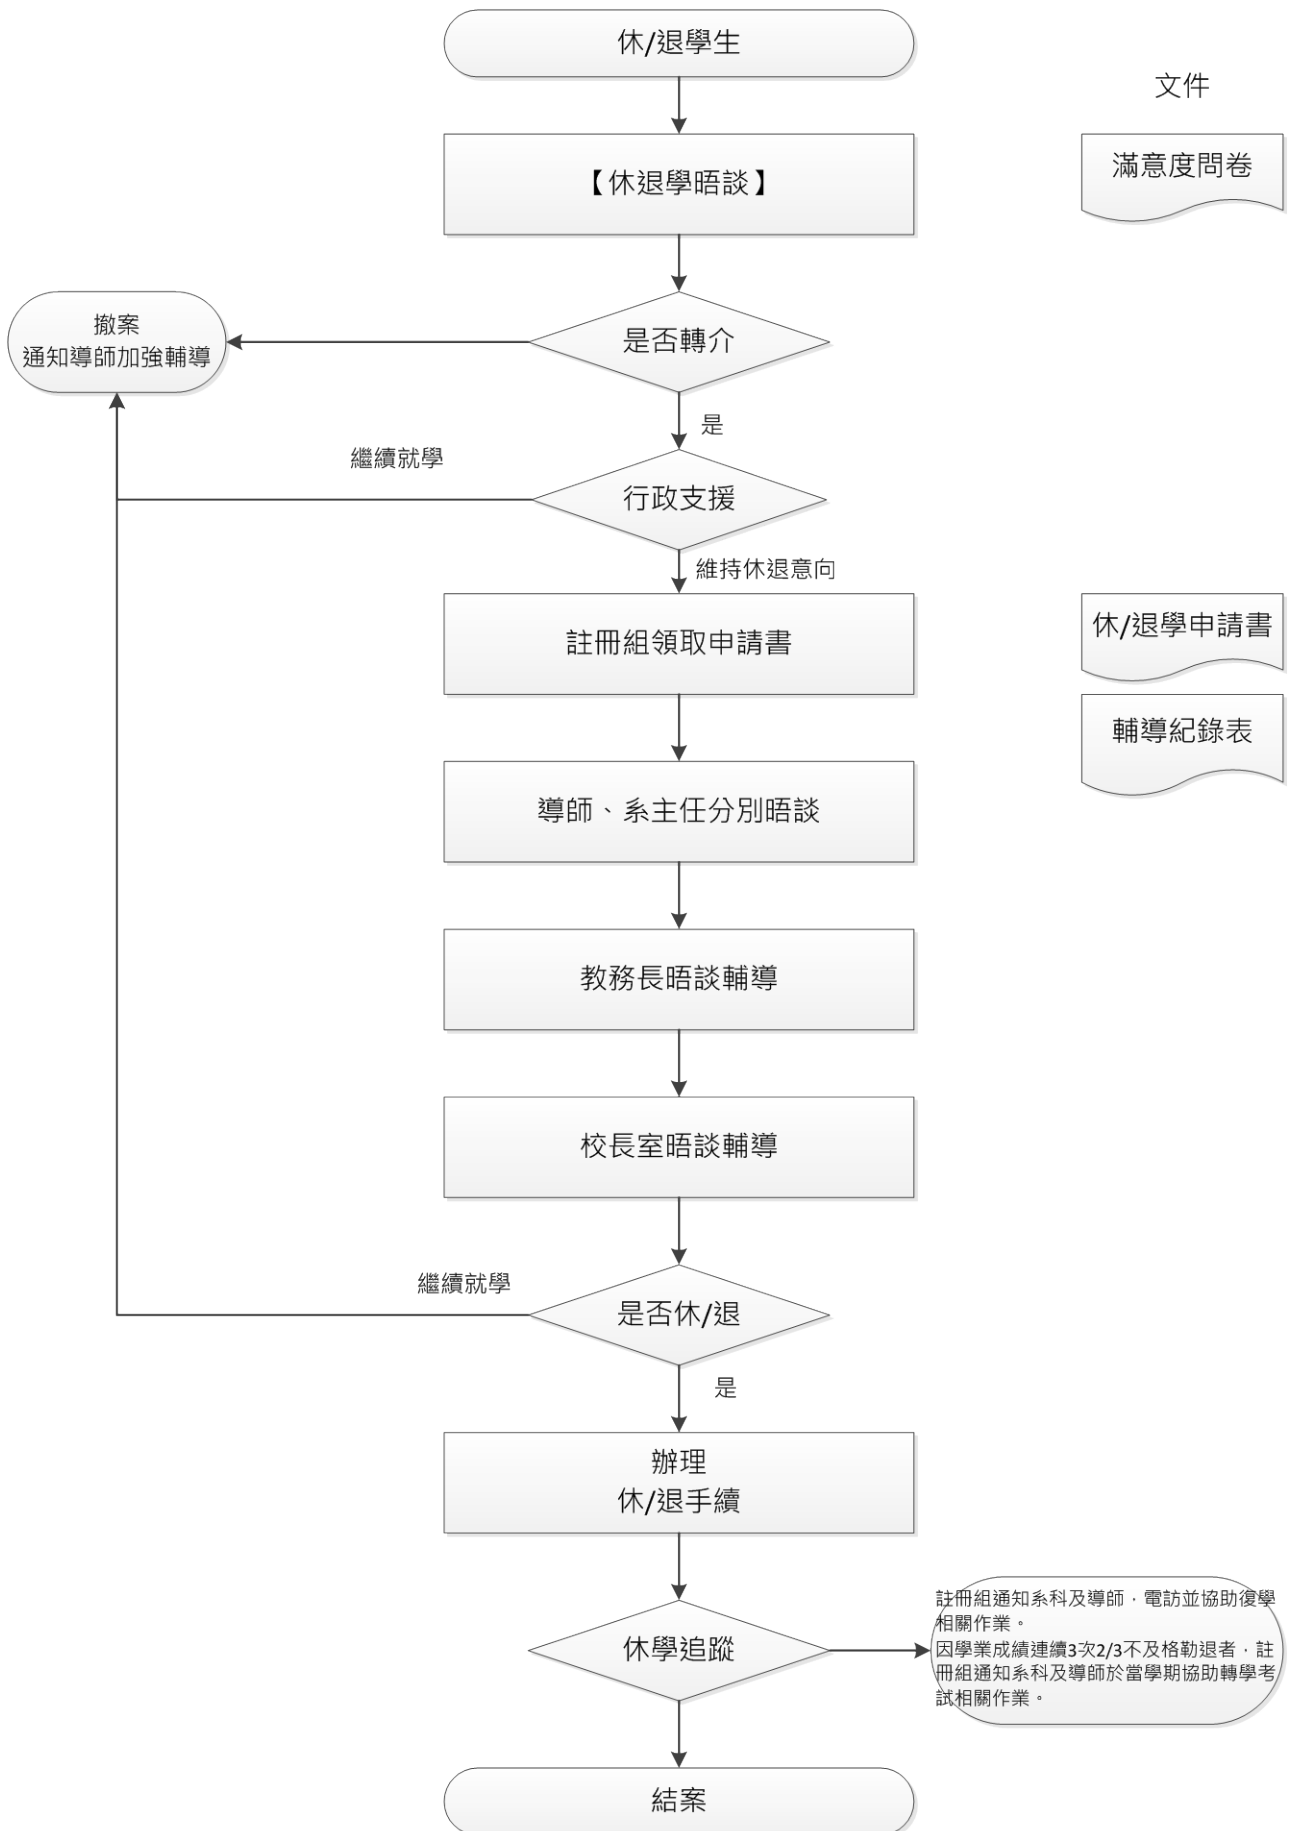 休/退學生
文件
【休退學晤談】
滿意度問卷
是否轉介
撤案
通知導師加強輔導
是
繼續就學
行政支援
維持休退意向
註冊組領取申請書
休/退學申請書
輔導紀錄表
導師、系主任分別晤談
教務長晤談輔導
校長室晤談輔導
繼續就學
是否休/退
是
辦理
休/退手續
休學追蹤
註冊組通知系科及導師，電訪並協助復學
相關作業。
因學業成績連續3次2/3不及格勒退者，註
冊組通知系科及導師於當學期協助轉學考
試相關作業。
結案